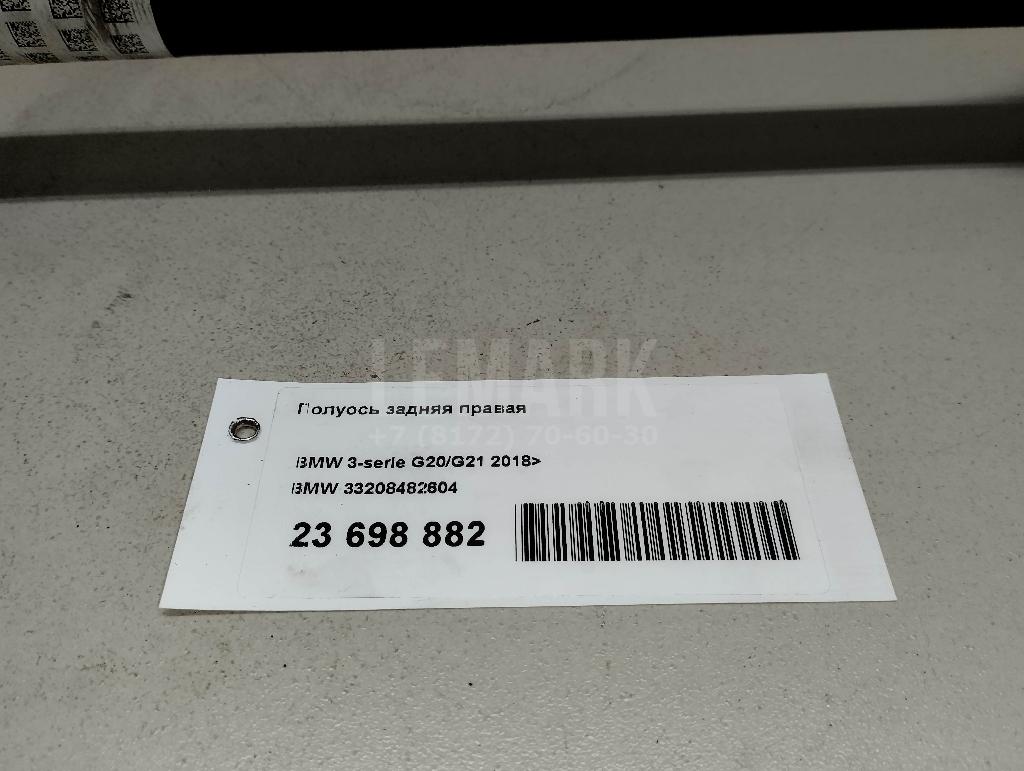 LEMARK
Полуось задняя правая
+7 (8172) 70-60-30
BMW 3-serie G20/G21 2018>
BMW 33208482604
23 698 882